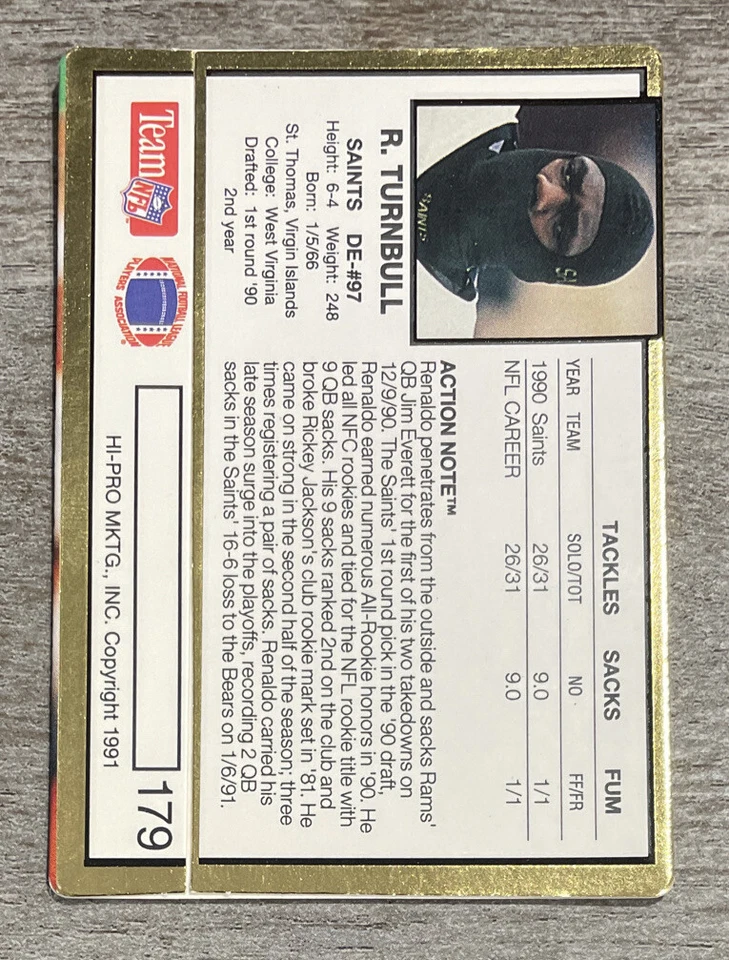 TACKLES SACKS FUM
YEAR TEAM SOLO/TOT NO. FF/FR
1990 Saints 26/31 9.0 1/1
NFL CAREER 26/31 9.0 1/1
SAINTS
R. TURNBULL
SAINTS DE-#97
Height: 6-4 Weight: 248
Born: 1/5/66
St. Thomas, Virgin Islands
College: West Virginia
Drafted: 1st round '90
2nd year
ACTION NOTE™
Renaldo penetrates from the outside and sacks Rams'
QB Jim Everett for the first of his two takedowns on
12/9/90. The Saints' 1st round pick in the '90 draft,
Renaldo earned numerous All-Rookie honors in '90. He
led all NFC rookies and tied for the NFL rookie title with
9 QB sacks. His 9 sacks ranked 2nd on the club and
broke Rickey Jackson's club rookie mark set in '81. He
came on strong in the second half of the season; three
times registering a pair of sacks. Renaldo carried his
late season surge into the playoffs, recording 2 QB
sacks in the Saints' 16-6 loss to the Bears on 1/6/91.
Team NFL
NATIONAL FOOTBALL LEAGUE
PLAYERS ASSOCIATION
®
179
HI-PRO MKTG., INC. Copyright 1991